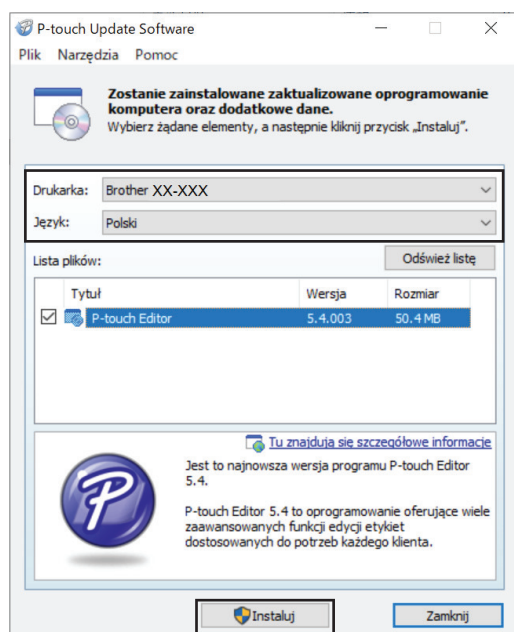 P-touch Update Software
Plik Narzędzia Pomoc
Zostanie zainstalowane zaktualizowane oprogramowanie
komputera oraz dodatkowe dane.
Wybierz żądane elementy, a następnie kliknij przycisk „Instaluj”.
Drukarka: Brother XX-XXX
Język: Polski
Lista plików: Odśwież listę
Tytuł Wersja Rozmiar
P-touch Editor 5.4.003 50.4 MB
Tu znajdują się szczegółowe informacje
Jest to najnowsza wersja programu P-touch Editor
5.4.
P-touch Editor 5.4 to oprogramowanie oferujące wiele
zaawansowanych funkcji edycji etykiet
dostosowanych do potrzeb każdego klienta.
P
Instaluj Zamknij